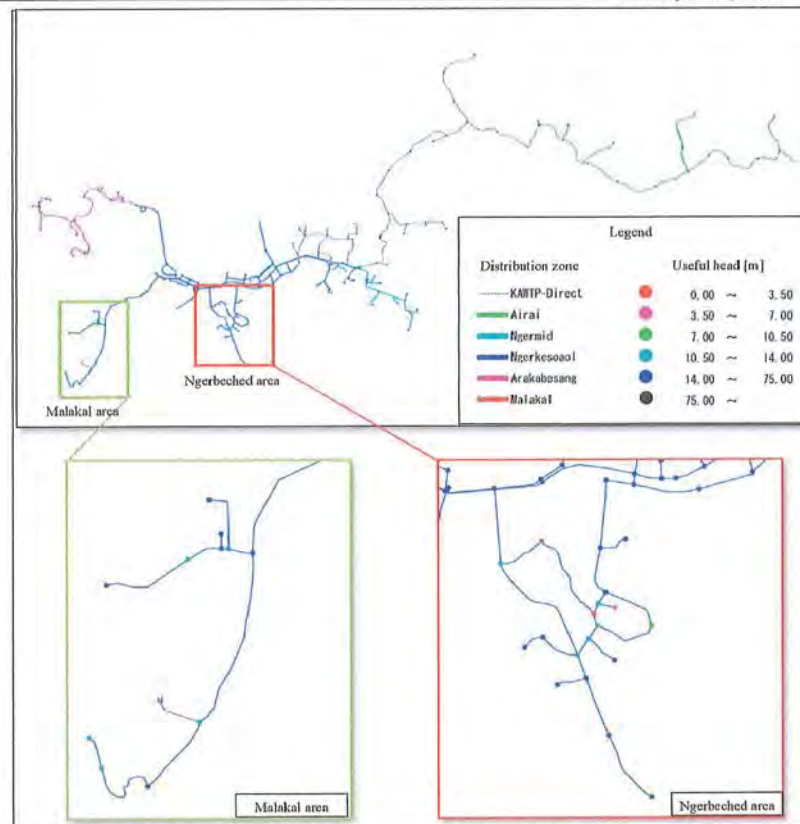 Legend
Distribution zone Useful head [m]
KAWTP-Direct 0.00 ~ 3.50
Airai 3.50 ~ 7.00
Ngermid 7.00 ~ 10.50
Ngerkesoaol 10.50 ~ 14.00
Arakabesang 14.00 ~ 75.00
Malakal 75.00 ~
Malakal area
Ngerbeched area
Malakal area
Ngerbeched area